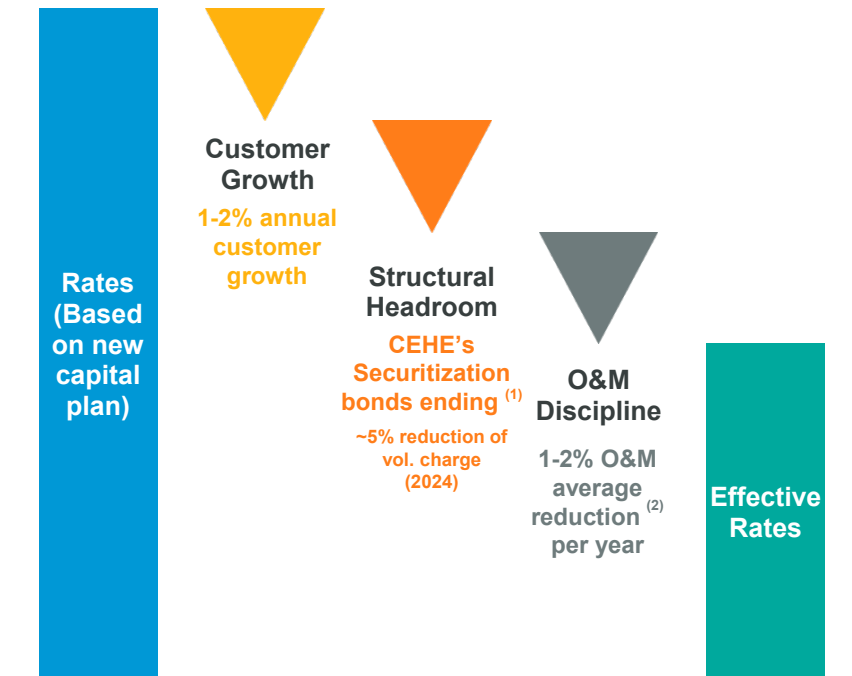 Rates
(Based
on new
capital
plan)
Customer
Growth
1-2% annual
customer
growth
Structural
Headroom
CEHE’s
Securitization
bonds ending (1)
~5% reduction of
vol. charge
(2024)
O&M
Discipline
1-2% O&M
average
reduction (2)
per year
Effective
Rates